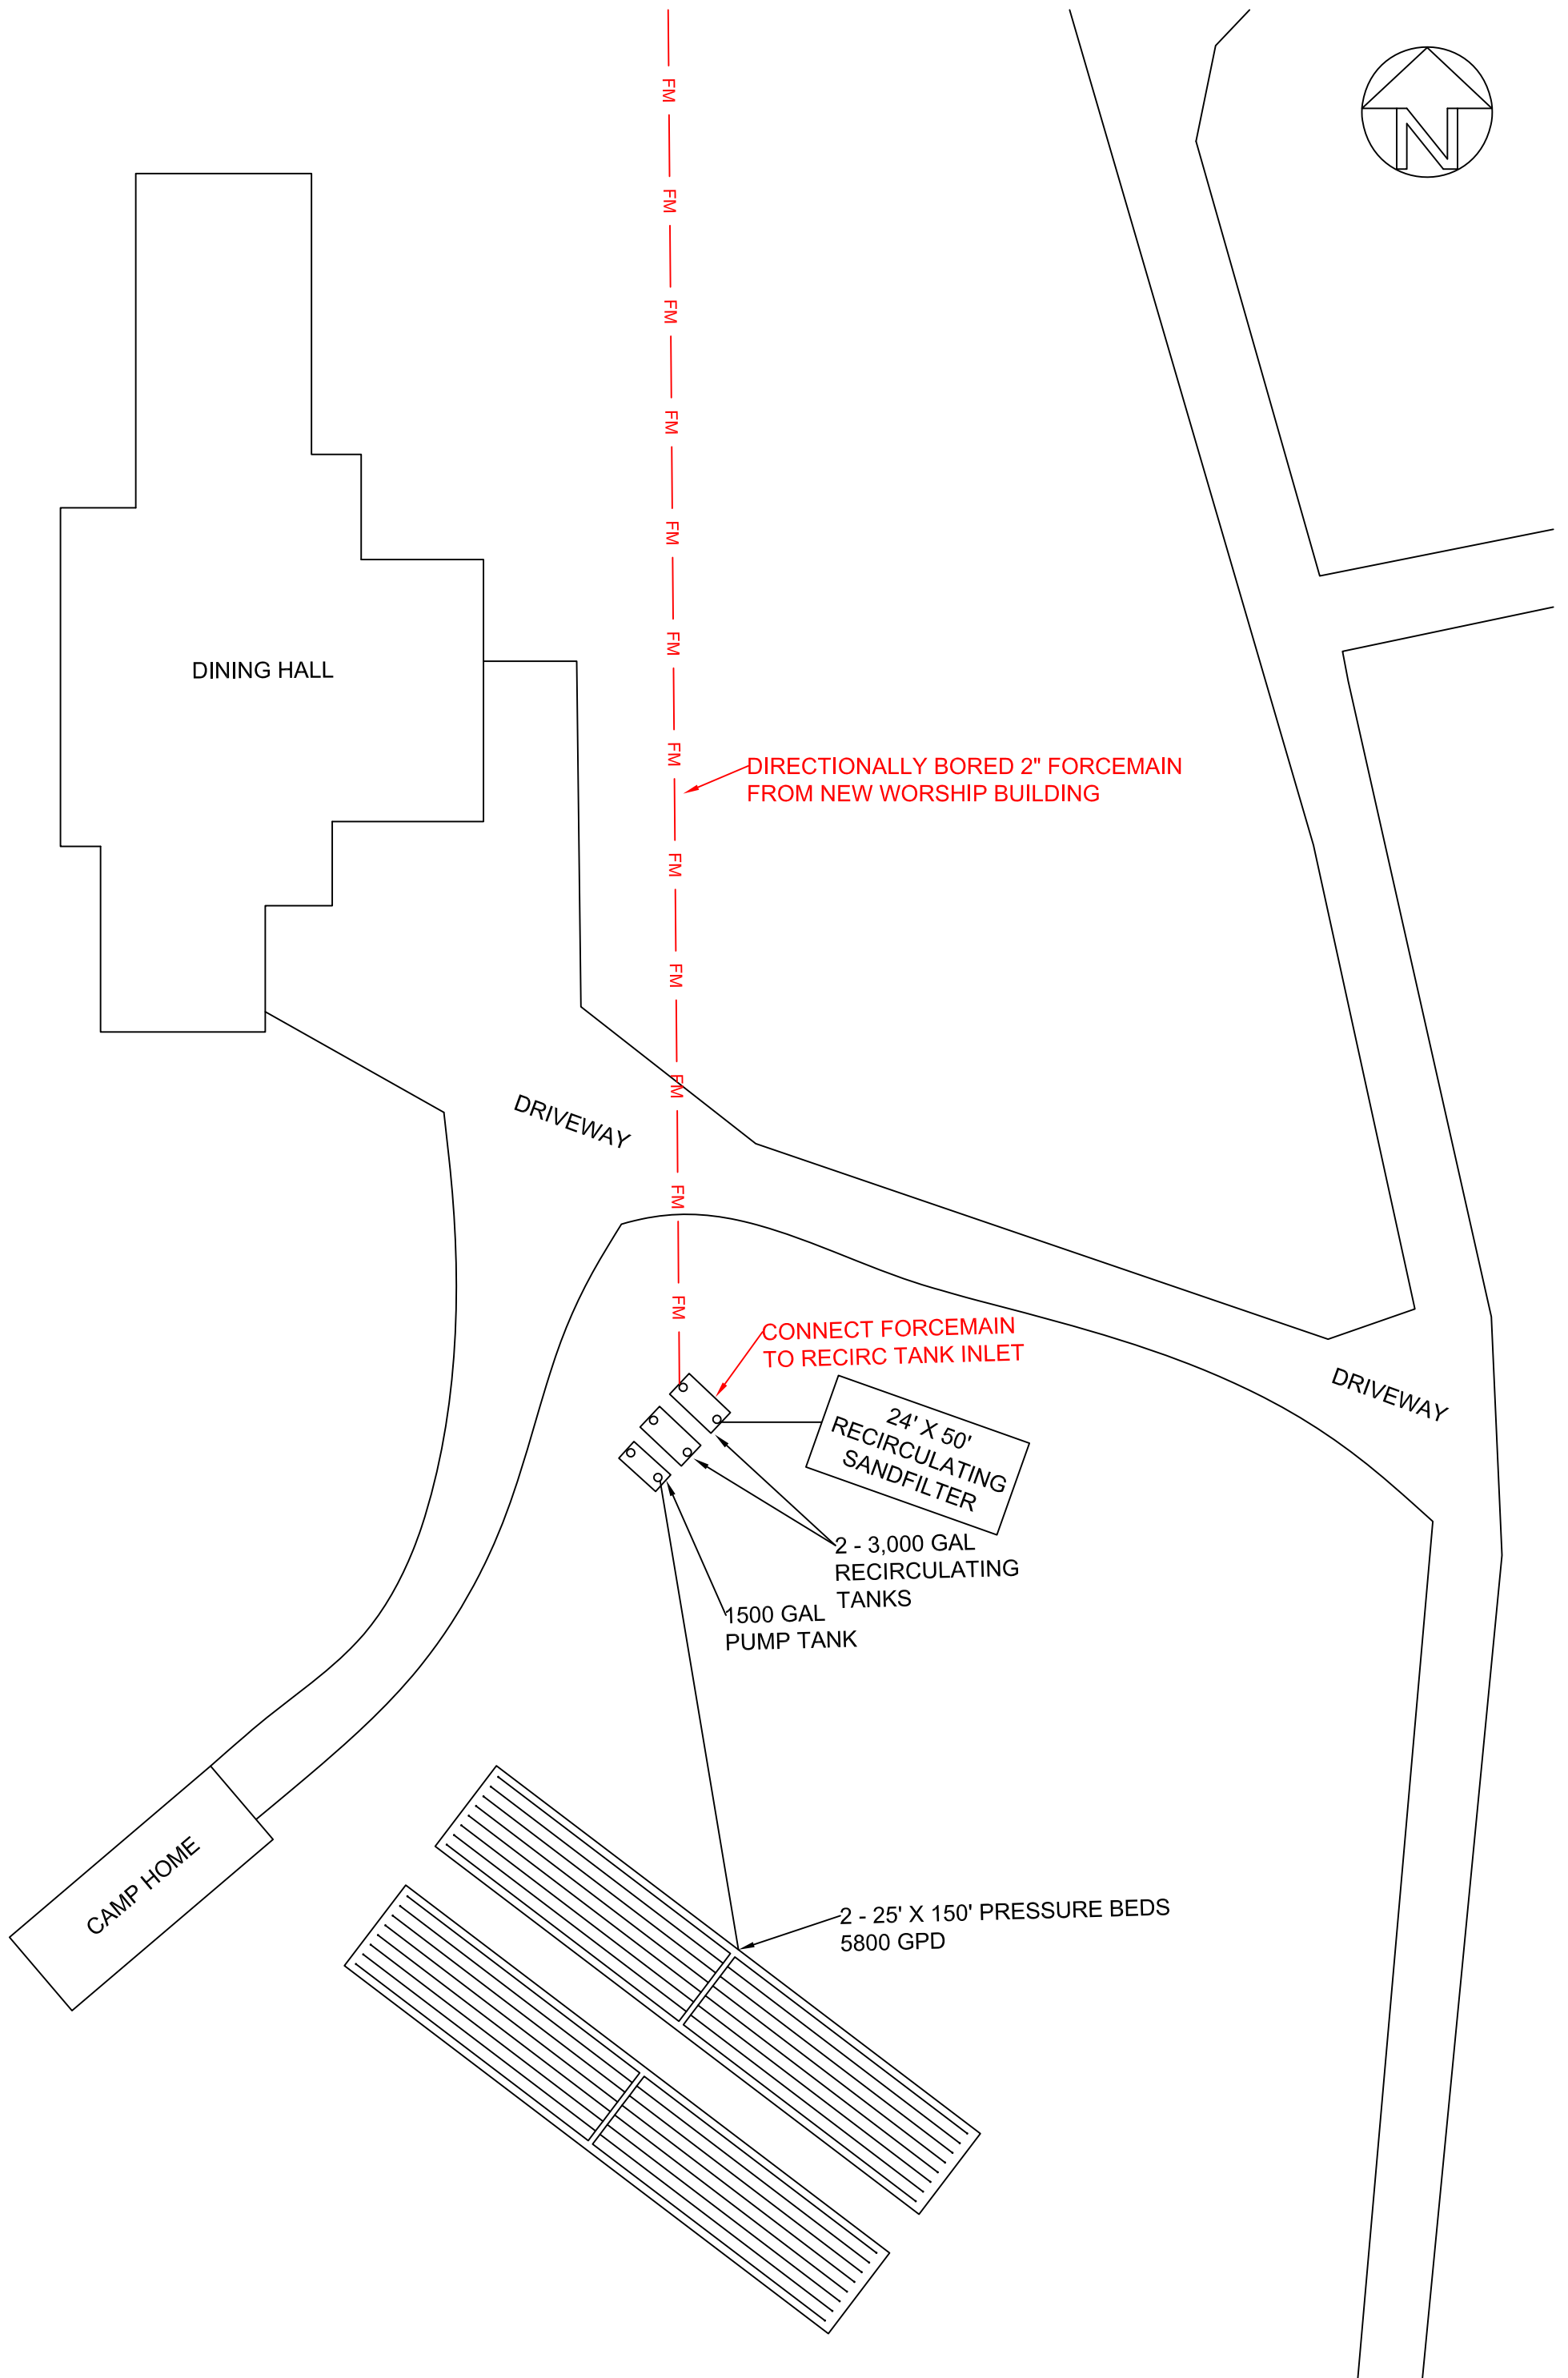 FM
FM
FM
FM
FM
FM
FM
FM
FM
FM
FM
FM
N
DINING HALL
DIRECTIONALLY BORED 2" FORCEMAIN
FROM NEW WORSHIP BUILDING
DRIVEWAY
CONNECT FORCEMAIN
TO RECIRC TANK INLET
DRIVEWAY
24' X 50'
RECIRCULATING
SANDFILTER
2 - 3,000 GAL
RECIRCULATING
TANKS
1500 GAL
PUMP TANK
CAMP HOME
2 - 25' X 150' PRESSURE BEDS
5800 GPD